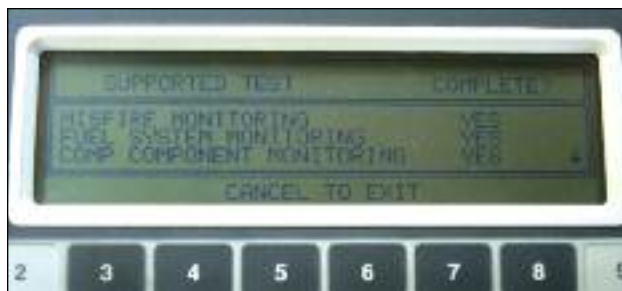 SUPPORTED TEST COMPLETE?
MISFIRE MONITORING YES
FUEL SYSTEM MONITORING YES
COMP COMPONENT MONITORING YES
CANCEL TO EXIT
2 3 4 5 6 7 8